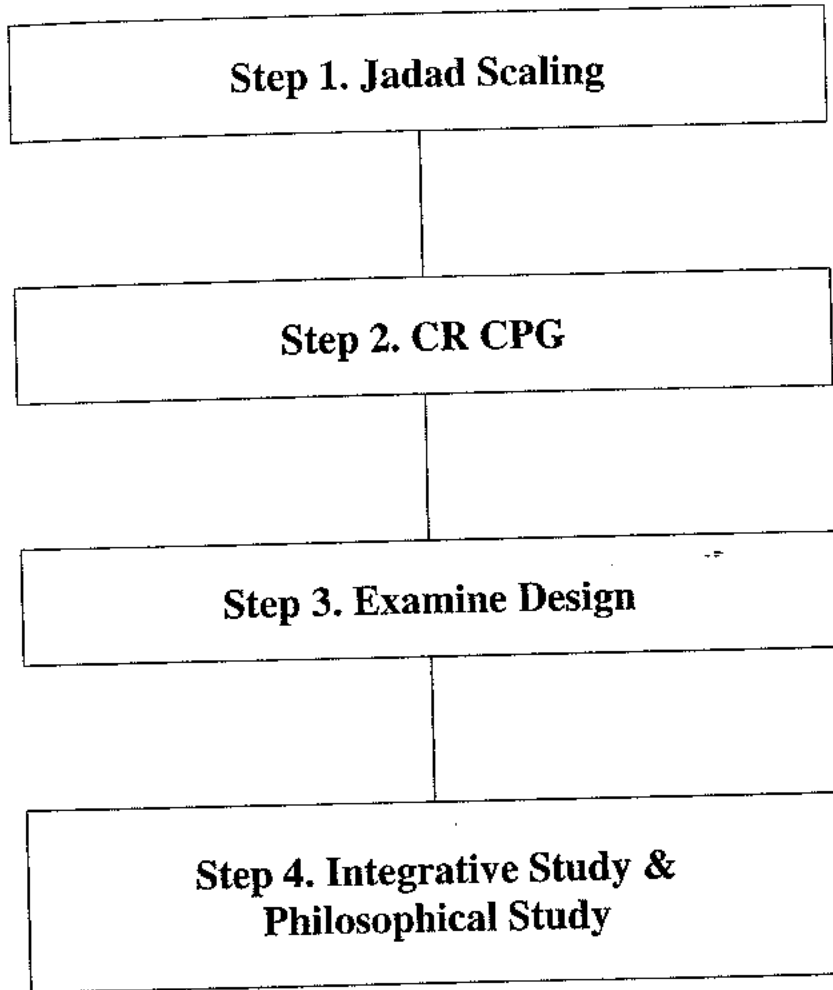 Step 1. Jadad Scaling
Step 2. CR CPG
Step 3. Examine Design
Step 4. Integrative Study &
Philosophical Study